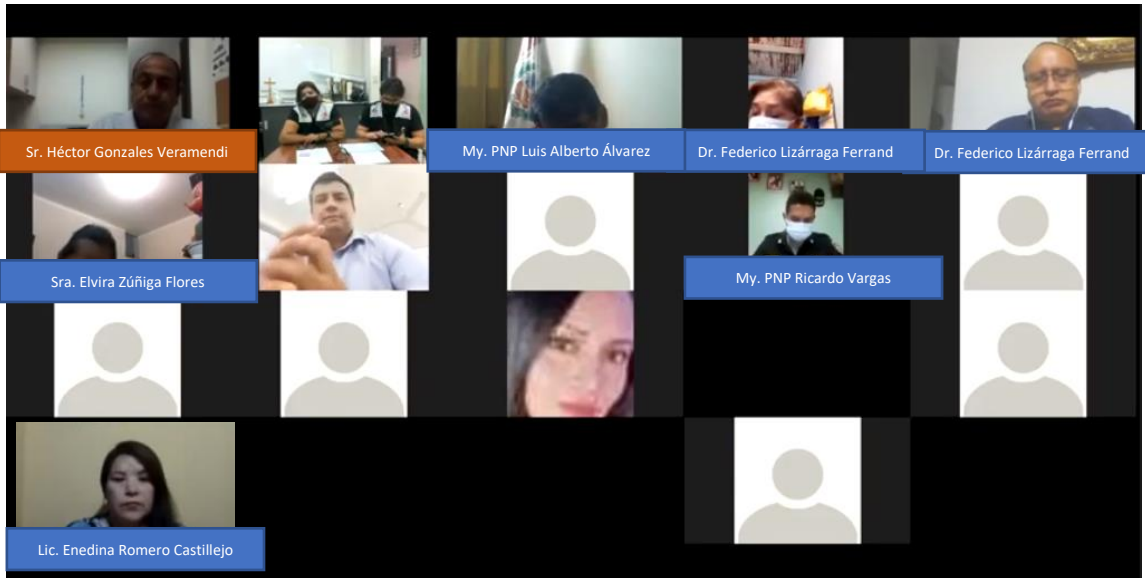 Sr. Héctor Gonzales Veramendi
My. PNP Luis Alberto Álvarez
Dr. Federico Lizárraga Ferrand
Dr. Federico Lizárraga Ferrand
Sra. Elvira Zúñiga Flores
My. PNP Ricardo Vargas
Lic. Enedina Romero Castillejo